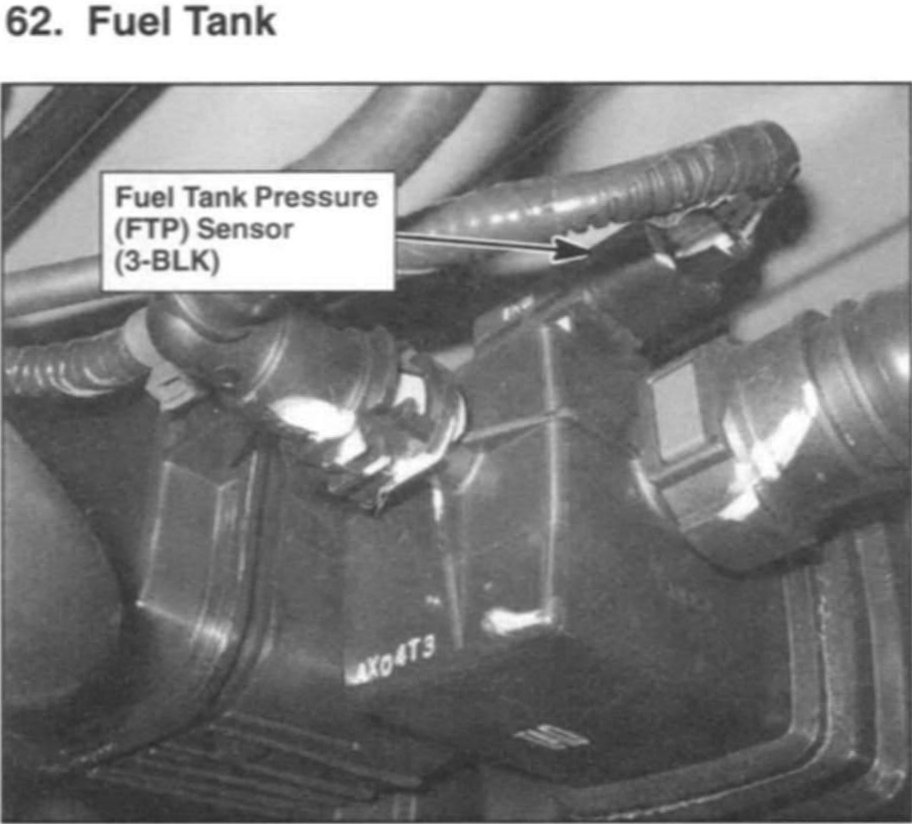 62. Fuel Tank
Fuel Tank Pressure
(FTP) Sensor
(3-BLK)
AX04T3